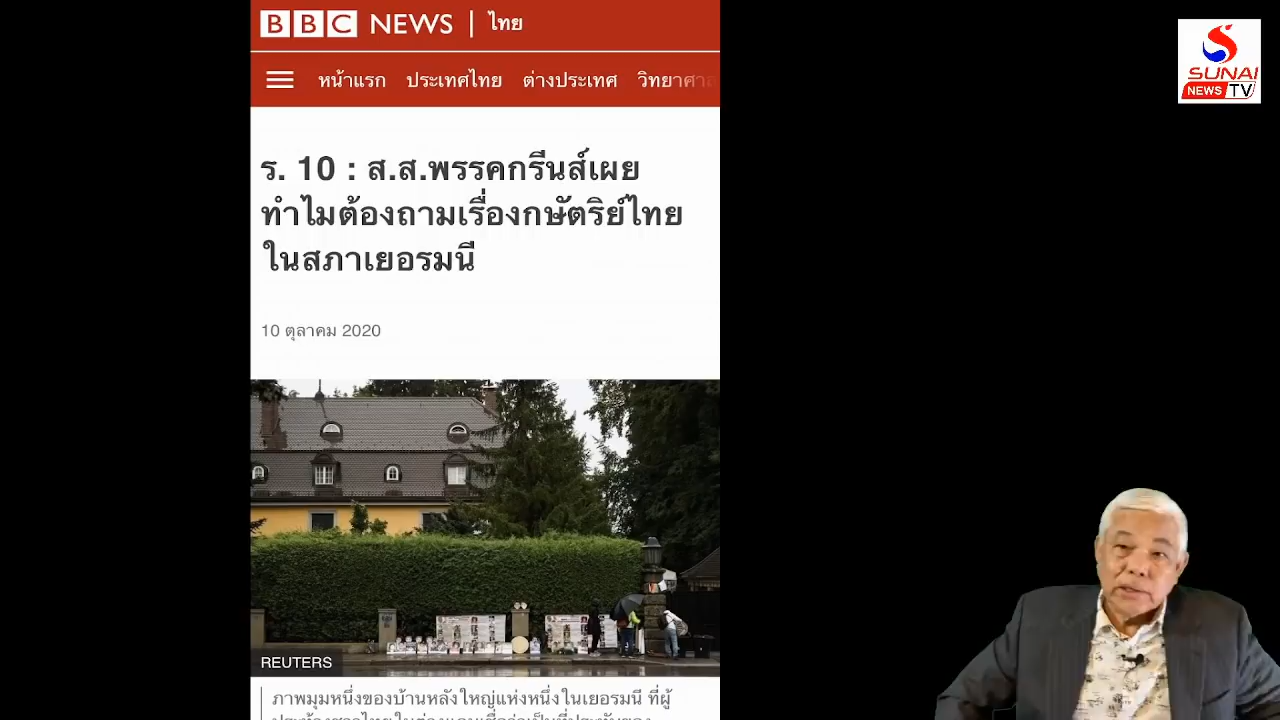 BBC NEWS | ไทย
SUNAI
NEWS TV
หน้าแรก ประเทศไทย ต่างประเทศ วิทยาศา
ร. 10 : ส.ส.พรรคกรีนส์เผย
ทำไมต้องถามเรื่องกษัตริย์ไทย
ในสภาเยอรมนี
10 ตุลาคม 2020
REUTERS
ภาพมุมหนึ่งของบ้านหลังใหญ่แห่งหนึ่งในเยอรมนี ที่ผู้